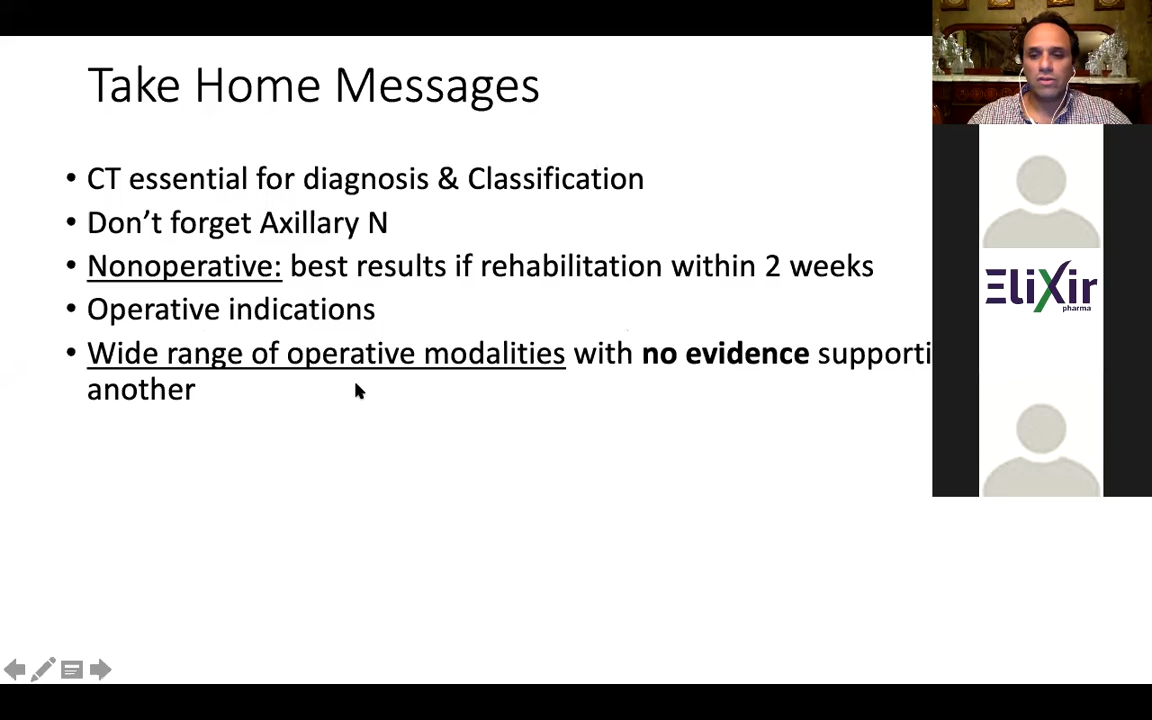 Take Home Messages
• CT essential for diagnosis & Classification
• Don’t forget Axillary N
• Nonoperative: best results if rehabilitation within 2 weeks
• Operative indications
• Wide range of operative modalities with no evidence supporti
another
EliXir
pharma